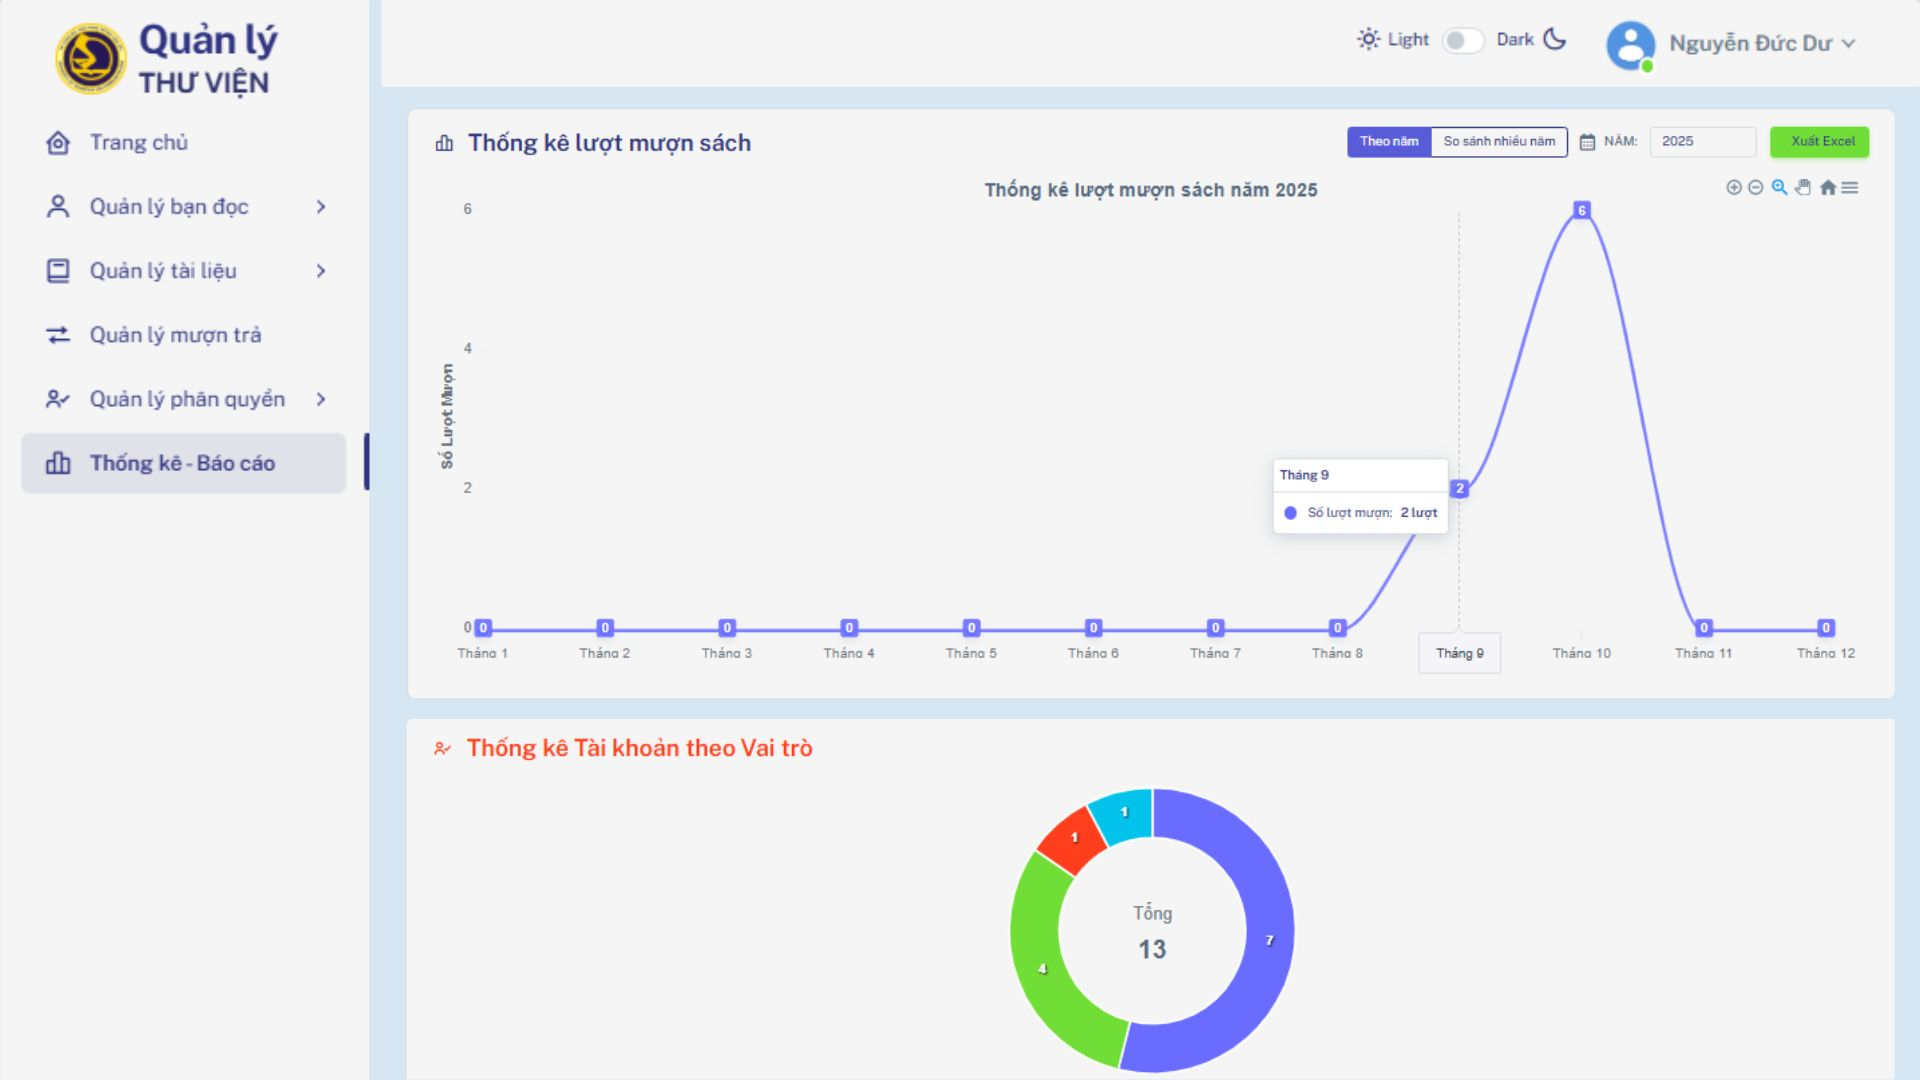 Quản lý
THƯ VIỆN
Trang chủ
Quản lý bạn đọc
Quản lý tài liệu
Quản lý mượn trả
Quản lý phân quyền
Thống kê - Báo cáo
Light Dark
Nguyễn Đức Dư
Thống kê lượt mượn sách
Theo năm So sánh nhiều năm NĂM: 2025 Xuất Excel
Thống kê lượt mượn sách năm 2025
Số Lượt Mượn
6
4
2
0
6
2
Tháng 9
Số lượt mượn: 2 lượt
0 0 0 0 0 0 0 0 0 0
Tháng 1 Tháng 2 Tháng 3 Tháng 4 Tháng 5 Tháng 6 Tháng 7 Tháng 8 Tháng 9 Tháng 10 Tháng 11 Tháng 12
Thống kê Tài khoản theo Vai trò
1
1
7
4
Tổng
13